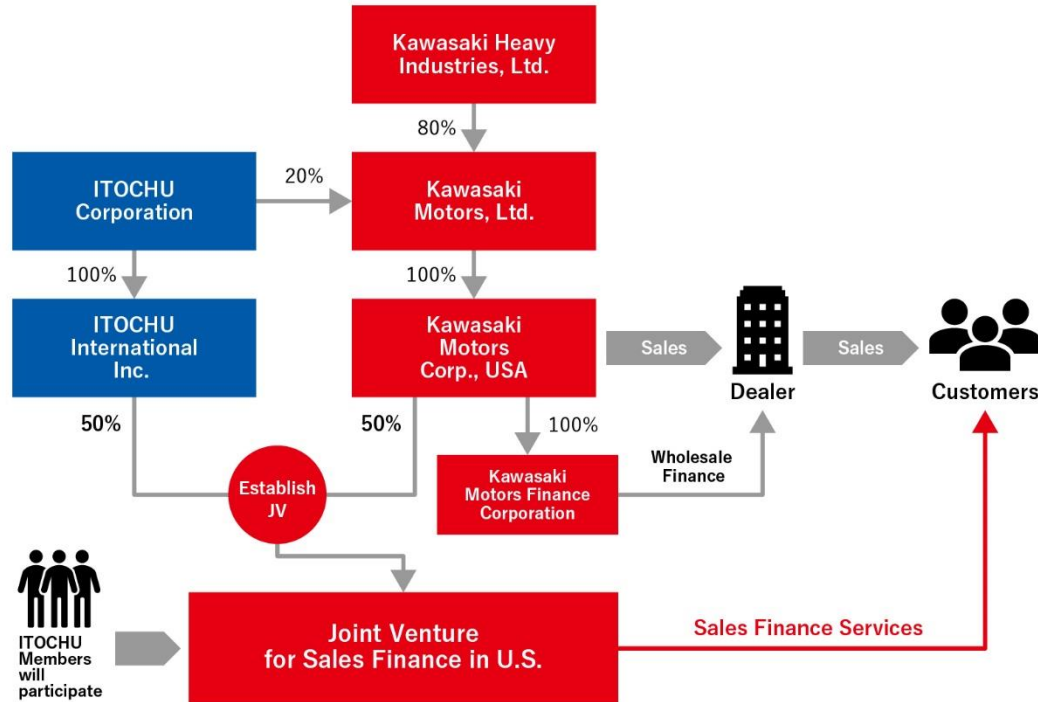 Kawasaki Heavy
Industries, Ltd.
80%
ITOCHU
Corporation
20%
Kawasaki
Motors, Ltd.
100%
100%
ITOCHU
International
Inc.
Kawasaki
Motors
Corp., USA
Sales
Sales
Dealer
Customers
50%
50%
100%
Wholesale
Finance
Establish
JV
Kawasaki
Motors Finance
Corporation
ITOCHU
Members
will
participate
Joint Venture
for Sales Finance in U.S.
Sales Finance Services